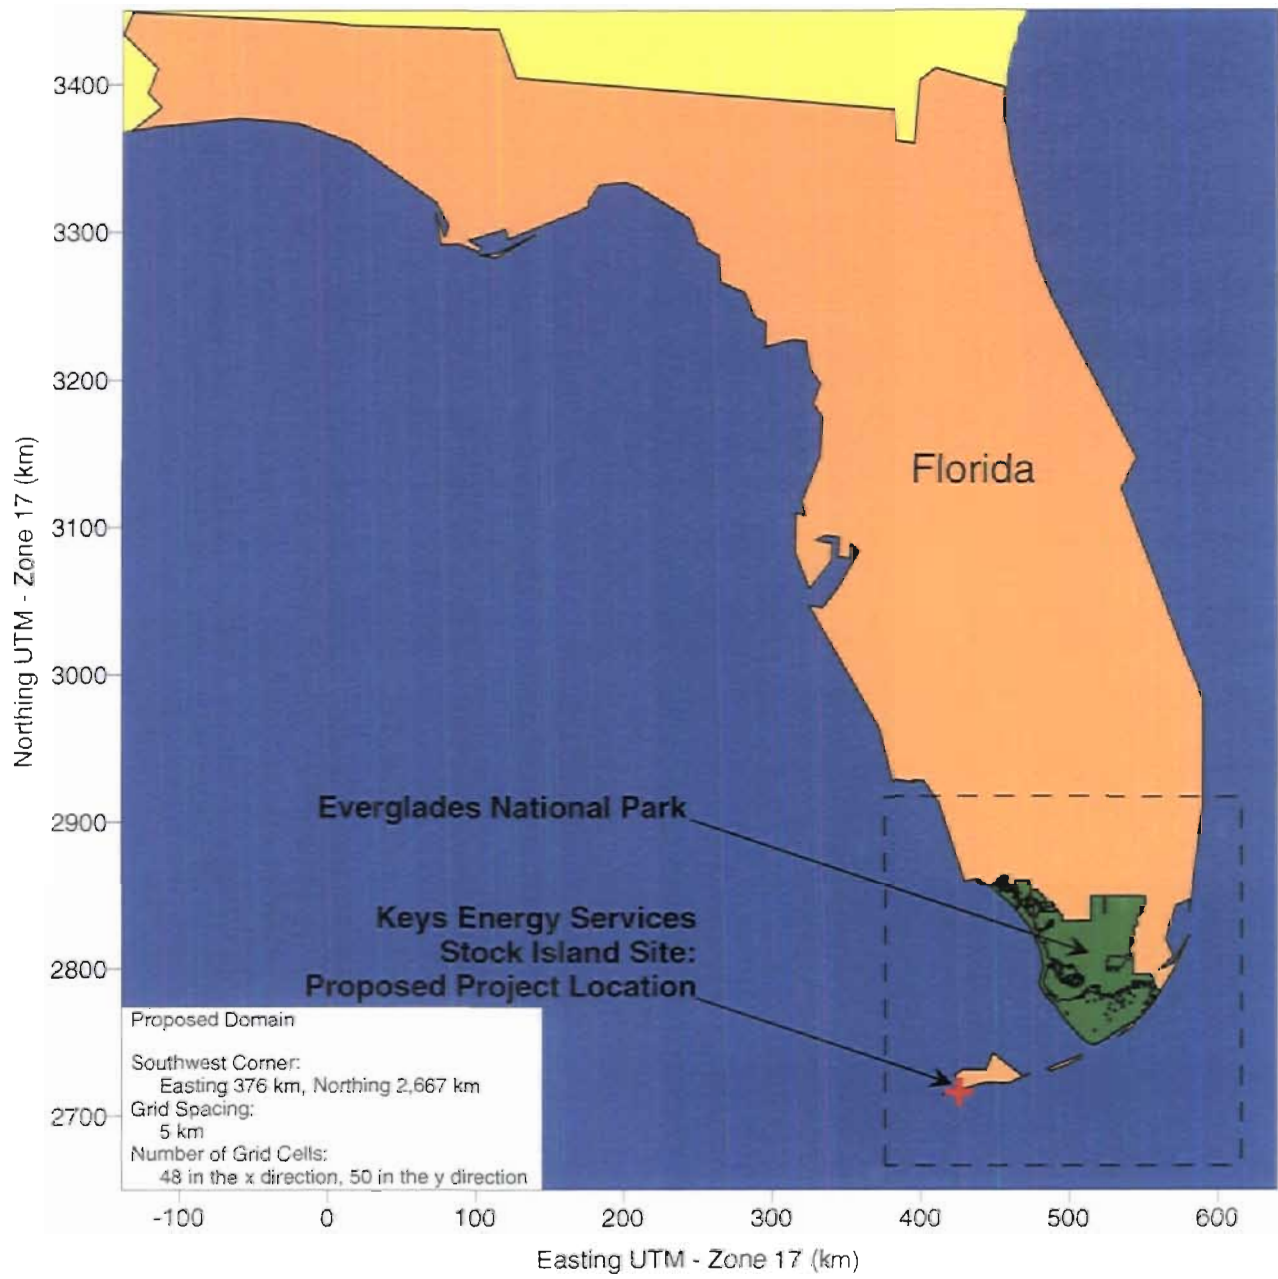 3400
3300
3200
3100
3000
2900
2800
2700
Northing UTM - Zone 17 (km)
Florida
Everglades National Park
Keys Energy Services
Stock Island Site:
Proposed Project Location
Proposed Domain
Southwest Corner:
Easting 376 km, Northing 2,667 km
Grid Spacing:
5 km
Number of Grid Cells:
48 in the x direction, 50 in the y direction
-100 0 100 200 300 400 500 600
Easting UTM - Zone 17 (km)